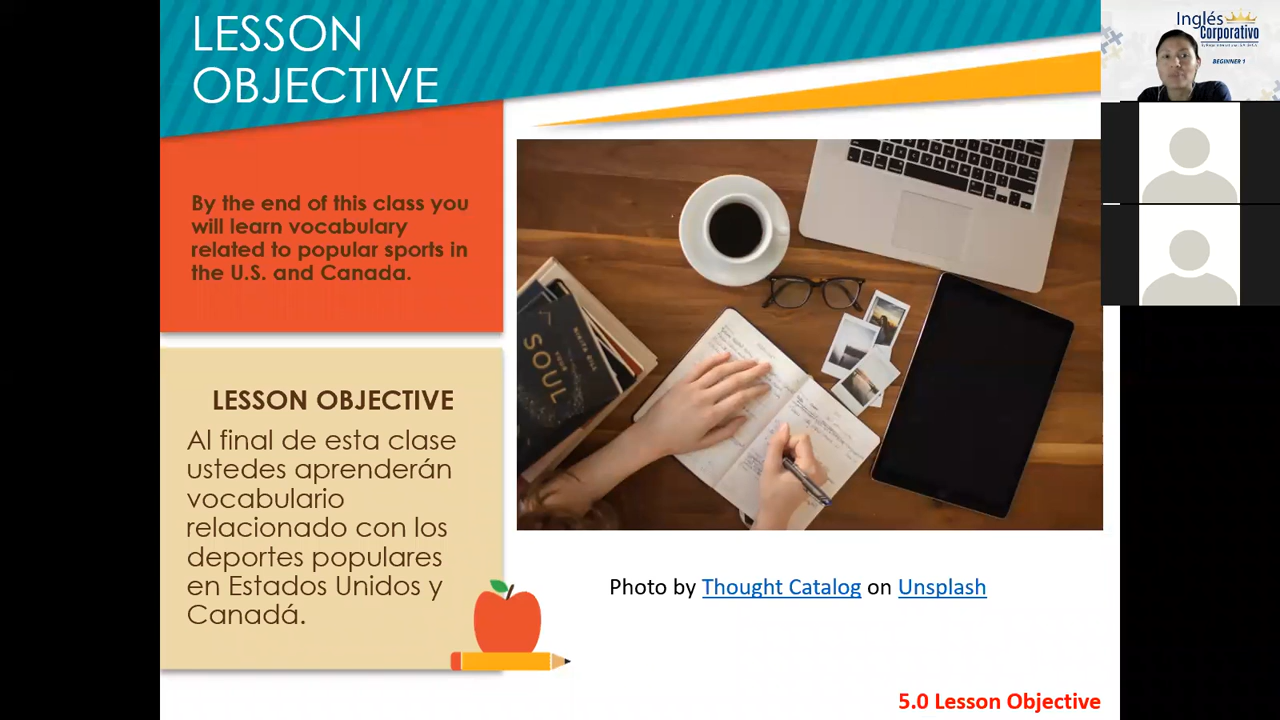 LESSON
OBJECTIVE
By the end of this class you
will learn vocabulary
related to popular sports in
the U.S. and Canada.
LESSON OBJECTIVE
Al final de esta clase
ustedes aprenderán
vocabulario
relacionado con los
deportes populares
en Estados Unidos y
Canadá.
SOUL
Photo by Thought Catalog on Unsplash
5.0 Lesson Objective
Inglés
Corporativo
BEGINNER 1